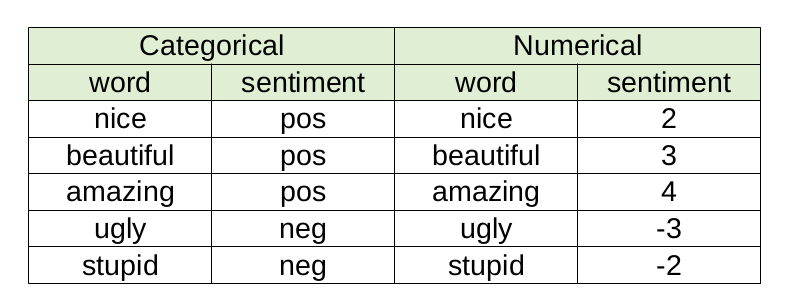 Categorical Numerical
word sentiment word sentiment
nice pos nice 2
beautiful pos beautiful 3
amazing pos amazing 4
ugly neg ugly -3
stupid neg stupid -2